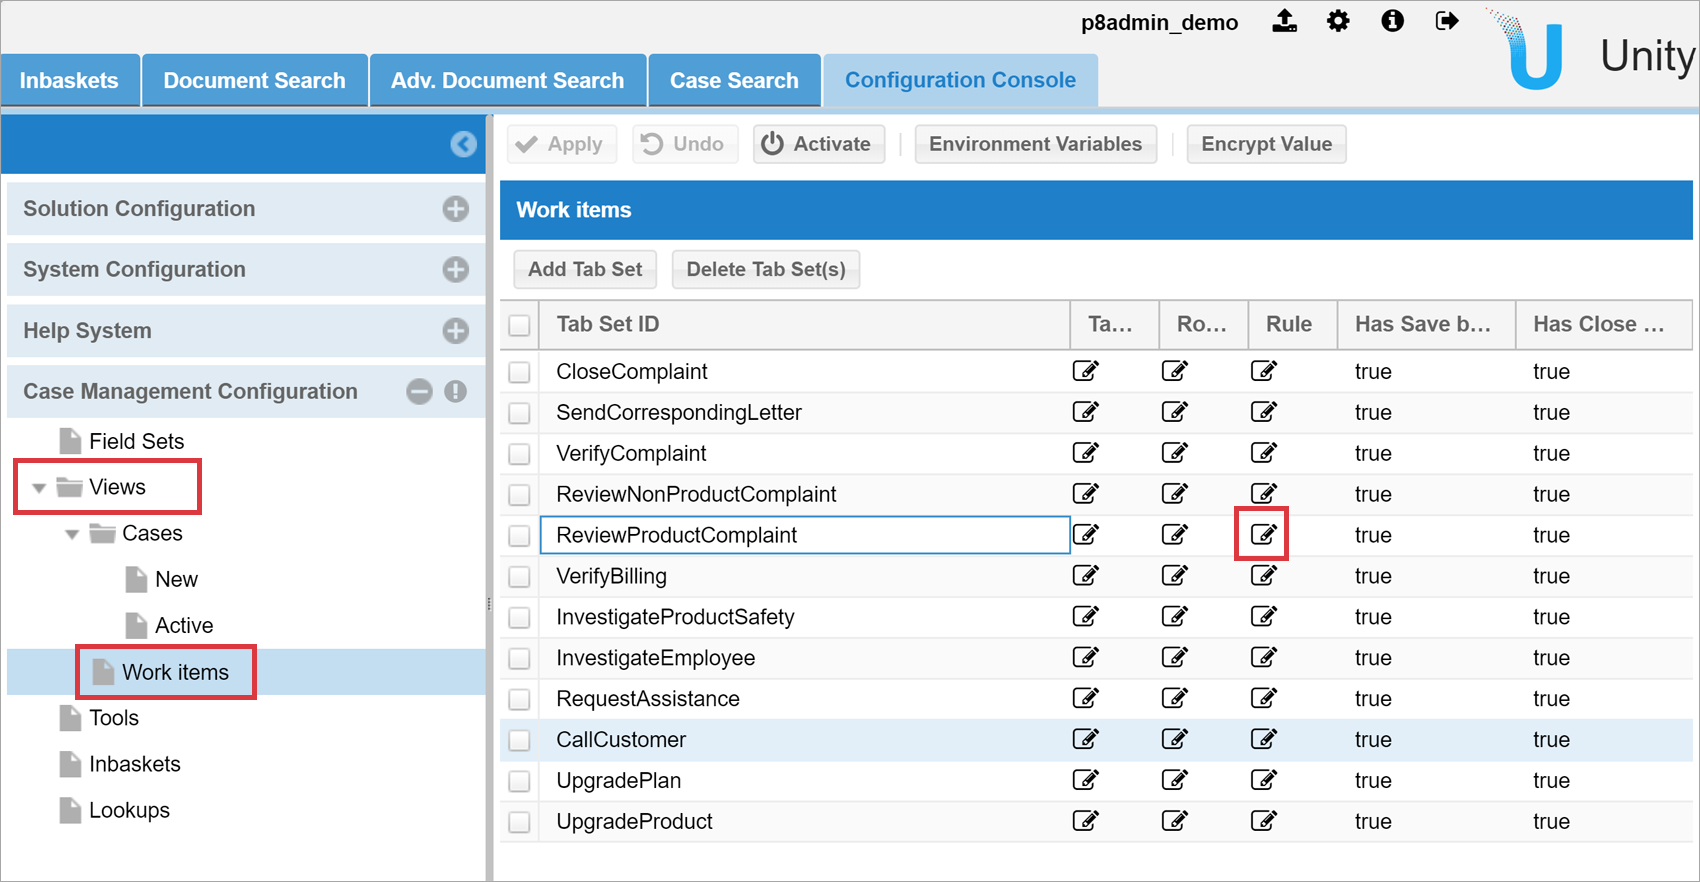 p8admin_demo
Unity
Inbaskets Document Search Adv. Document Search Case Search Configuration Console
Apply Undo Activate Environment Variables Encrypt Value
Solution Configuration
System Configuration
Help System
Case Management Configuration
Field Sets
Views
Cases
New
Active
Work items
Tools
Inbaskets
Lookups
Work items
Add Tab Set Delete Tab Set(s)
Tab Set ID Ta... Ro... Rule Has Save b... Has Close ...
CloseComplaint true true
SendCorrespondingLetter true true
VerifyComplaint true true
ReviewNonProductComplaint true true
ReviewProductComplaint true true
VerifyBilling true true
InvestigateProductSafety true true
InvestigateEmployee true true
RequestAssistance true true
CallCustomer true true
UpgradePlan true true
UpgradeProduct true true